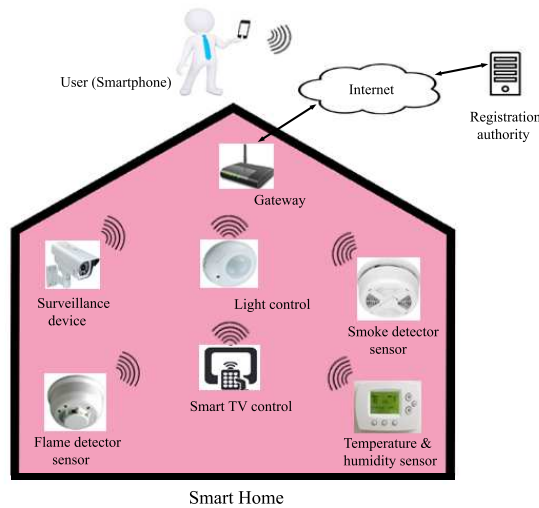 User (Smartphone)
Internet
Registration
authority
Gateway
Surveillance
device
Light control
Smoke detector
sensor
Smart TV control
Flame detector
sensor
Temperature &
humidity sensor
Smart Home